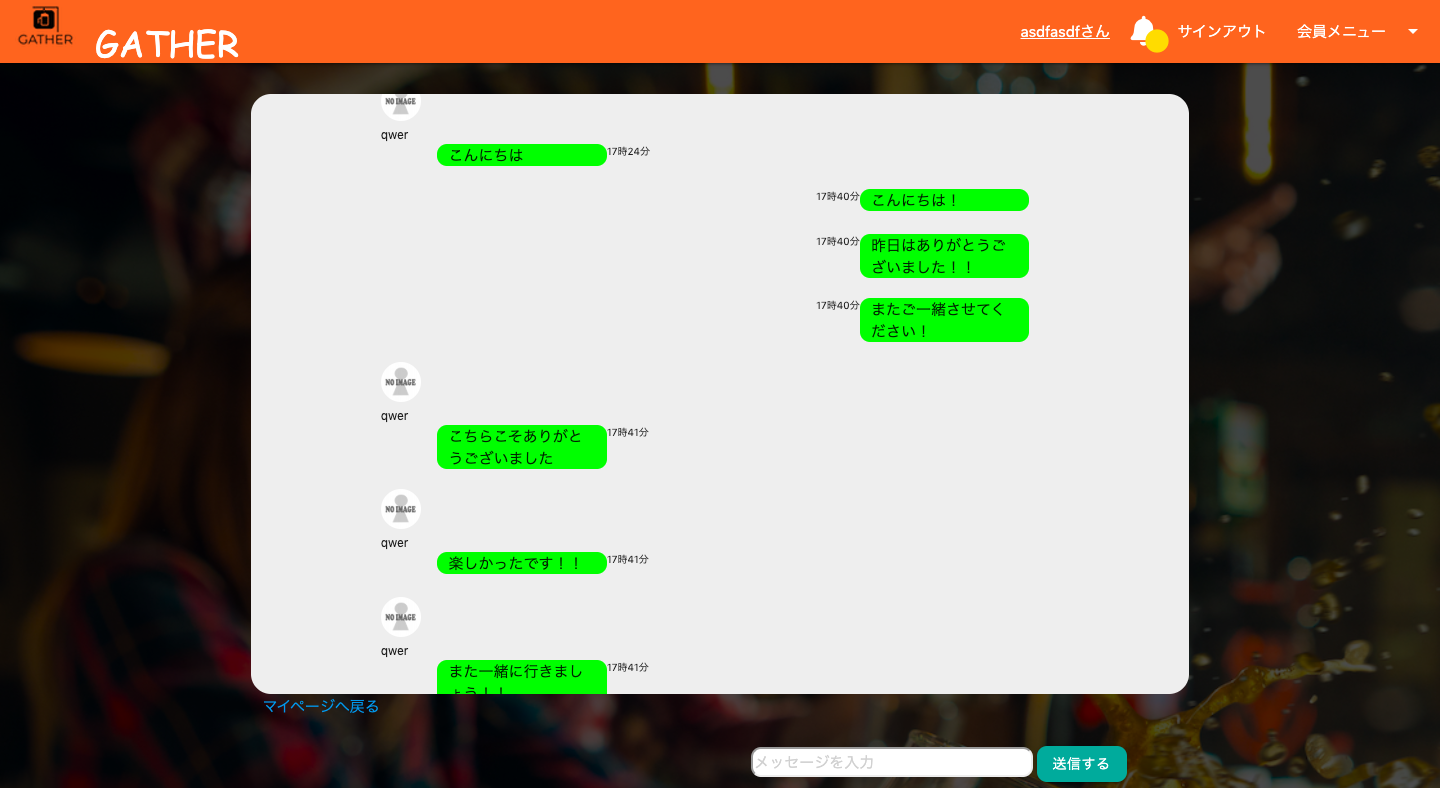 GATHER
GATHER
asdfasdfさん
サインアウト
会員メニュー
NO IMAGE
qwer
こんにちは
17時24分
17時40分
こんにちは！
17時40分
昨日はありがとうご
ざいました！！
17時40分
またご一緒させてく
ださい！
NO IMAGE
qwer
こちらこそありがと
うございました
17時41分
NO IMAGE
qwer
楽しかったです！！
17時41分
NO IMAGE
qwer
また一緒に行きまし
ょう！！
17時41分
マイページへ戻る
メッセージを入力
送信する